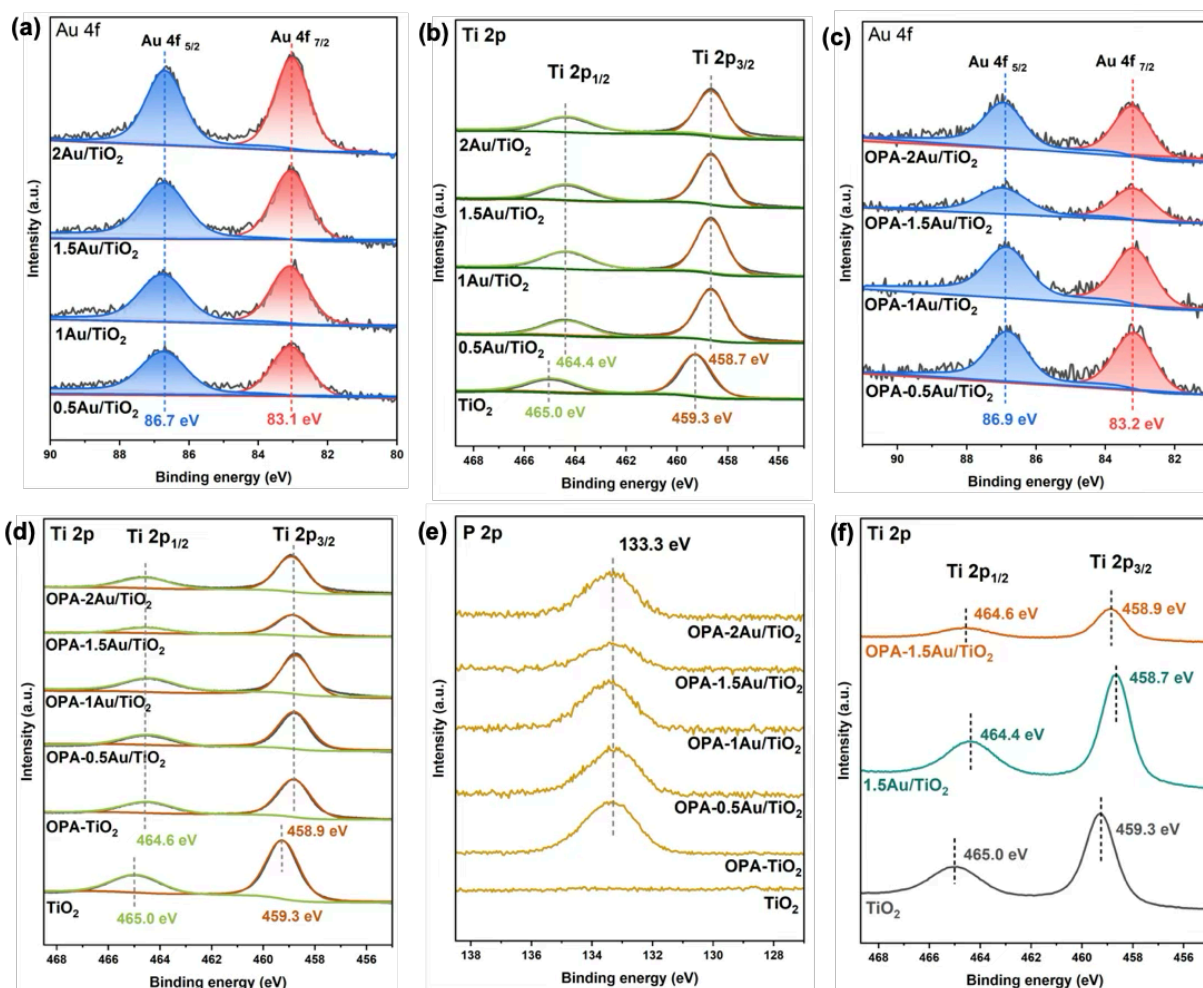 (a) Au 4f
Au 4f 5/2
Au 4f 7/2
2Au/TiO2
1.5Au/TiO2
1Au/TiO2
0.5Au/TiO2
86.7 eV
83.1 eV
Intensity (a.u.)
90 88 86 84 82 80
Binding energy (eV)
(b) Ti 2p
Ti 2p1/2
Ti 2p3/2
2Au/TiO2
1.5Au/TiO2
1Au/TiO2
0.5Au/TiO2
464.4 eV
458.7 eV
TiO2
465.0 eV
459.3 eV
Intensity (a.u.)
468 466 464 462 460 458 456
Binding energy (eV)
(c) Au 4f
Au 4f 5/2
Au 4f 7/2
OPA-2Au/TiO2
OPA-1.5Au/TiO2
OPA-1Au/TiO2
OPA-0.5Au/TiO2
86.9 eV
83.2 eV
Intensity (a.u.)
90 88 86 84 82
Binding energy (eV)
(d) Ti 2p
Ti 2p1/2
Ti 2p3/2
OPA-2Au/TiO2
OPA-1.5Au/TiO2
OPA-1Au/TiO2
OPA-0.5Au/TiO2
OPA-TiO2
464.6 eV
458.9 eV
TiO2
465.0 eV
459.3 eV
Intensity (a.u.)
468 466 464 462 460 458 456
Binding energy (eV)
(e) P 2p
133.3 eV
OPA-2Au/TiO2
OPA-1.5Au/TiO2
OPA-1Au/TiO2
OPA-0.5Au/TiO2
OPA-TiO2
TiO2
Intensity (a.u.)
138 136 134 132 130 128
Binding energy (eV)
(f) Ti 2p
Ti 2p1/2
Ti 2p3/2
464.6 eV
458.9 eV
OPA-1.5Au/TiO2
458.7 eV
464.4 eV
1.5Au/TiO2
459.3 eV
465.0 eV
TiO2
Intensity (a.u.)
468 466 464 462 460 458 456
Binding energy (eV)